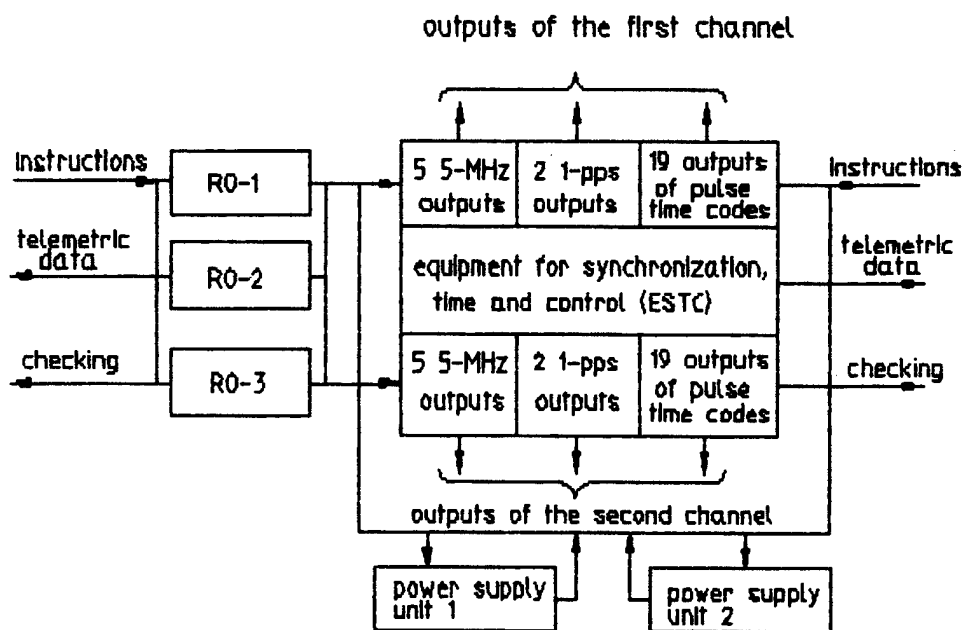 outputs of the first channel
instructions
telemetric
data
checking
RO-1
RO-2
RO-3
5 5-MHz
outputs
2 1-pps
outputs
19 outputs
of pulse
time codes
equipment for synchronization,
time and control (ESTC)
5 5-MHz
outputs
2 1-pps
outputs
19 outputs
of pulse
time codes
instructions
telemetric
data
checking
outputs of the second channel
power supply
unit 1
power supply
unit 2